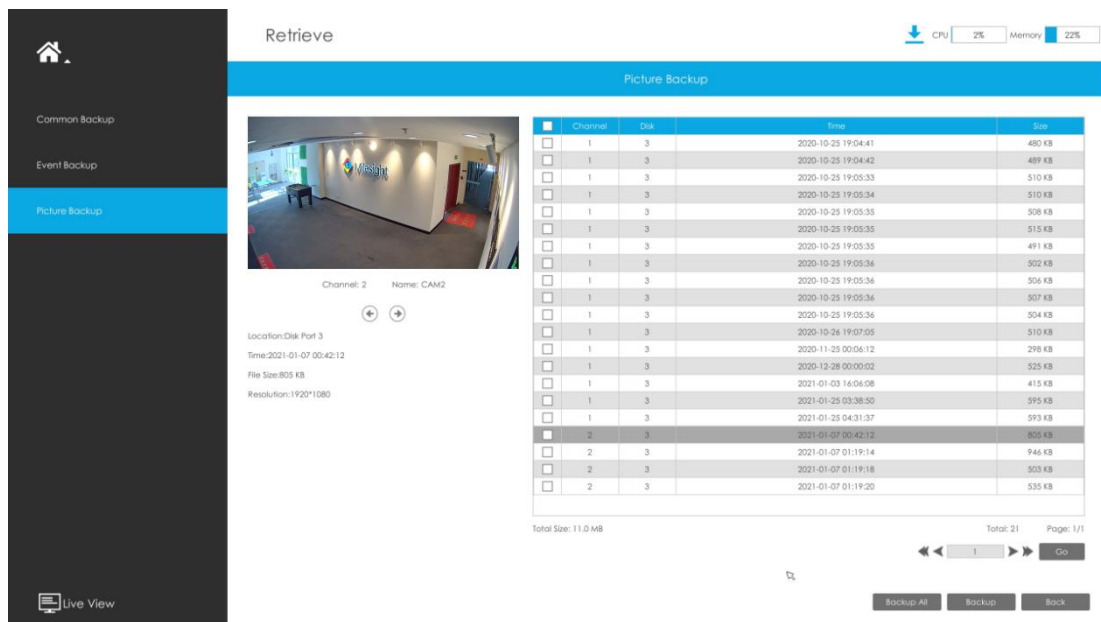 Retrieve
CPU 2% Memory 22%
Picture Backup
Common Backup
Event Backup
Picture Backup
Live View
Milesight
Channel: 2 Name: CAM2
Location:Disk Port 3
Time:2021-01-07 00:42:12
File Size:805 KB
Resolution:1920*1080
Channel Disk Time Size
1 3 2020-10-25 19:04:41 480 KB
1 3 2020-10-25 19:04:42 489 KB
1 3 2020-10-25 19:05:33 510 KB
1 3 2020-10-25 19:05:34 510 KB
1 3 2020-10-25 19:05:35 508 KB
1 3 2020-10-25 19:05:35 515 KB
1 3 2020-10-25 19:05:35 491 KB
1 3 2020-10-25 19:05:36 502 KB
1 3 2020-10-25 19:05:36 506 KB
1 3 2020-10-25 19:05:36 507 KB
1 3 2020-10-25 19:05:36 504 KB
1 3 2020-10-26 19:07:05 510 KB
1 3 2020-11-25 00:06:12 298 KB
1 3 2020-12-28 00:00:02 525 KB
1 3 2021-01-03 16:06:08 415 KB
1 3 2021-01-25 03:38:50 595 KB
1 3 2021-01-25 04:31:37 593 KB
2 3 2021-01-07 00:42:12 805 KB
2 3 2021-01-07 01:19:14 946 KB
2 3 2021-01-07 01:19:18 503 KB
2 3 2021-01-07 01:19:20 535 KB
Total Size: 11.0 MB Total: 21 Page: 1/1
1 Go
Backup All Backup Back